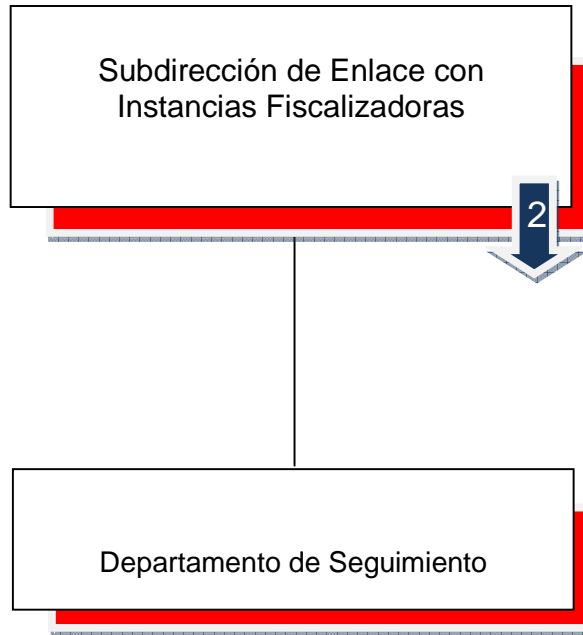 Subdirección de Enlace con
Instancias Fiscalizadoras
2
Departamento de Seguimiento